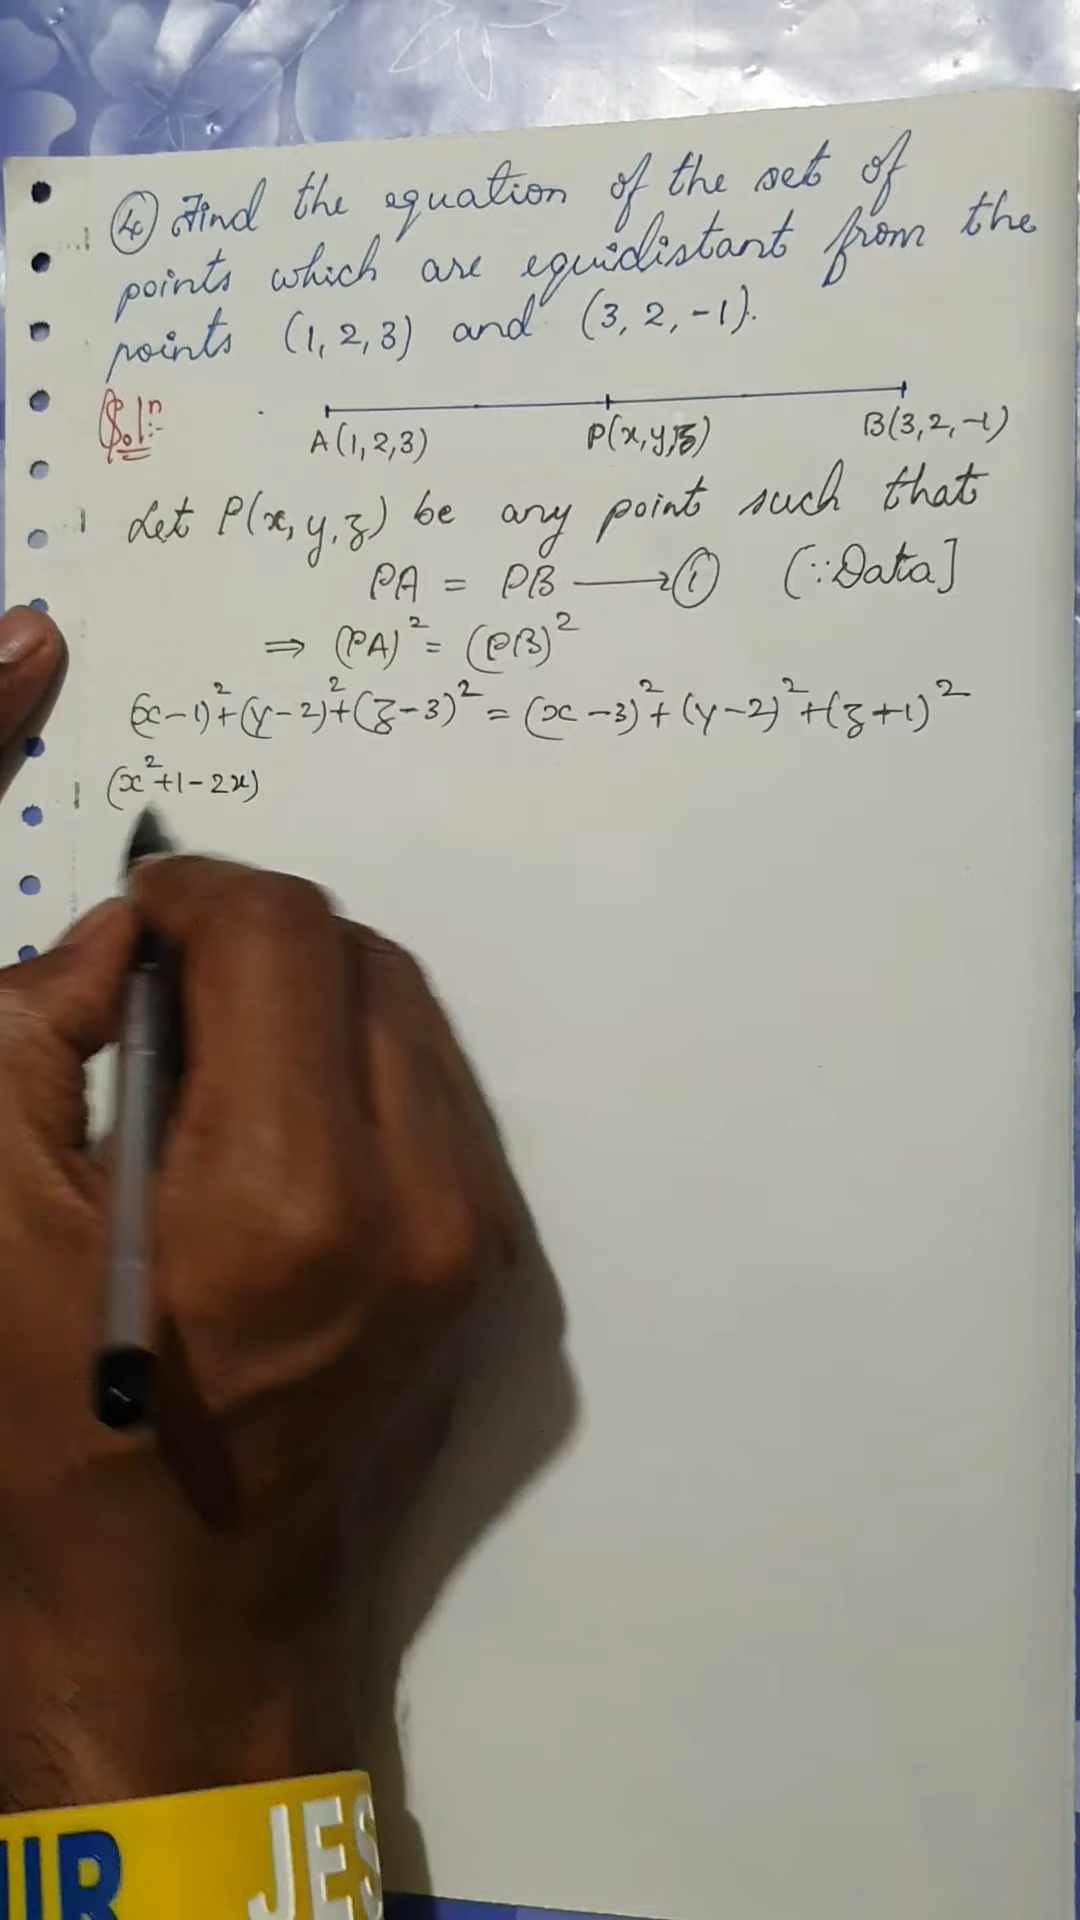 ④ Find the equation of the set of
points which are equidistant from the
points (1, 2, 3) and (3, 2, -1).
Solⁿ:-
A(1, 2, 3) P(x, y, z) B(3, 2, -1)
Let P(x, y, z) be any point such that
PA = PB ⟶ ① (∵ Data]
⇒ (PA)² = (PB)²
(x-1)²+(y-2)²+(z-3)² = (x-3)²+(y-2)²+(z+1)²
(x²+1-2x)
JES